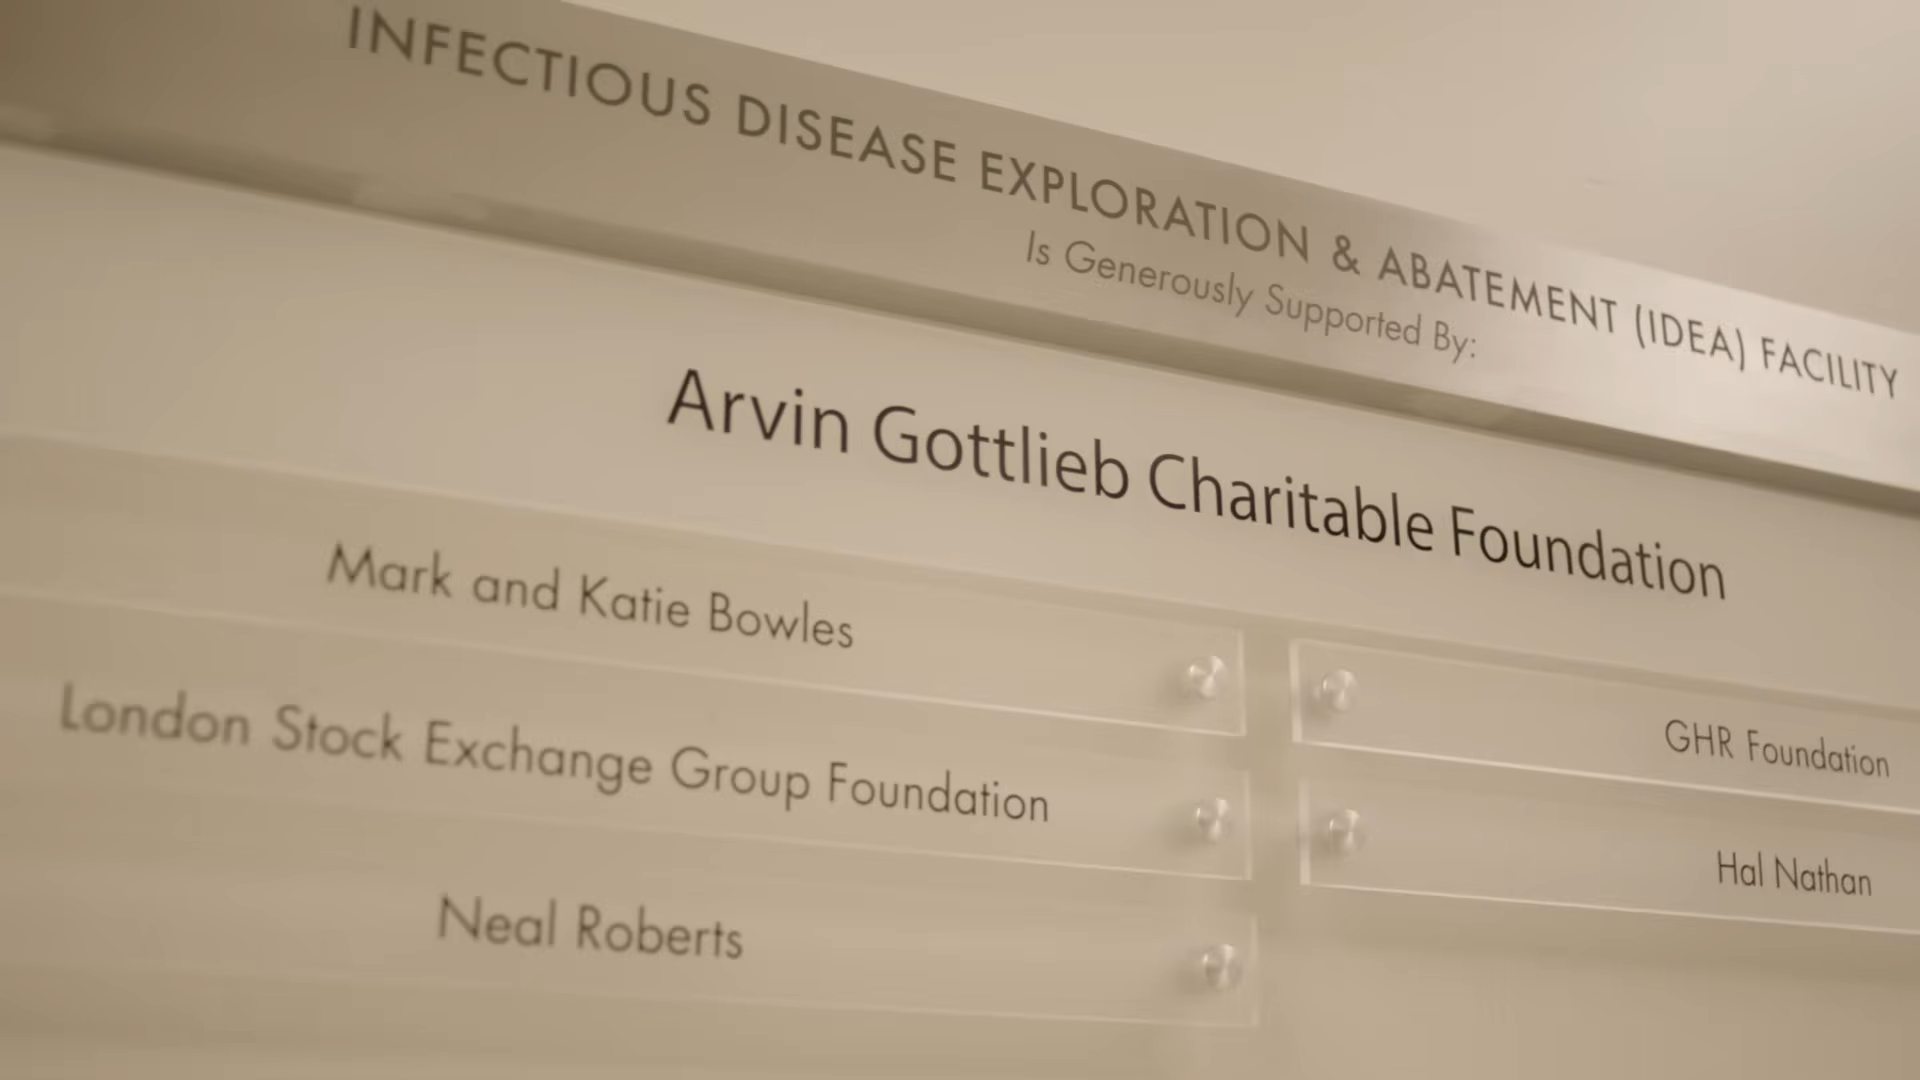 INFECTIOUS DISEASE EXPLORATION & ABATEMENT (IDEA) FACILITY
Is Generously Supported By:
Arvin Gottlieb Charitable Foundation
Mark and Katie Bowles
GHR Foundation
London Stock Exchange Group Foundation
Hal Nathan
Neal Roberts